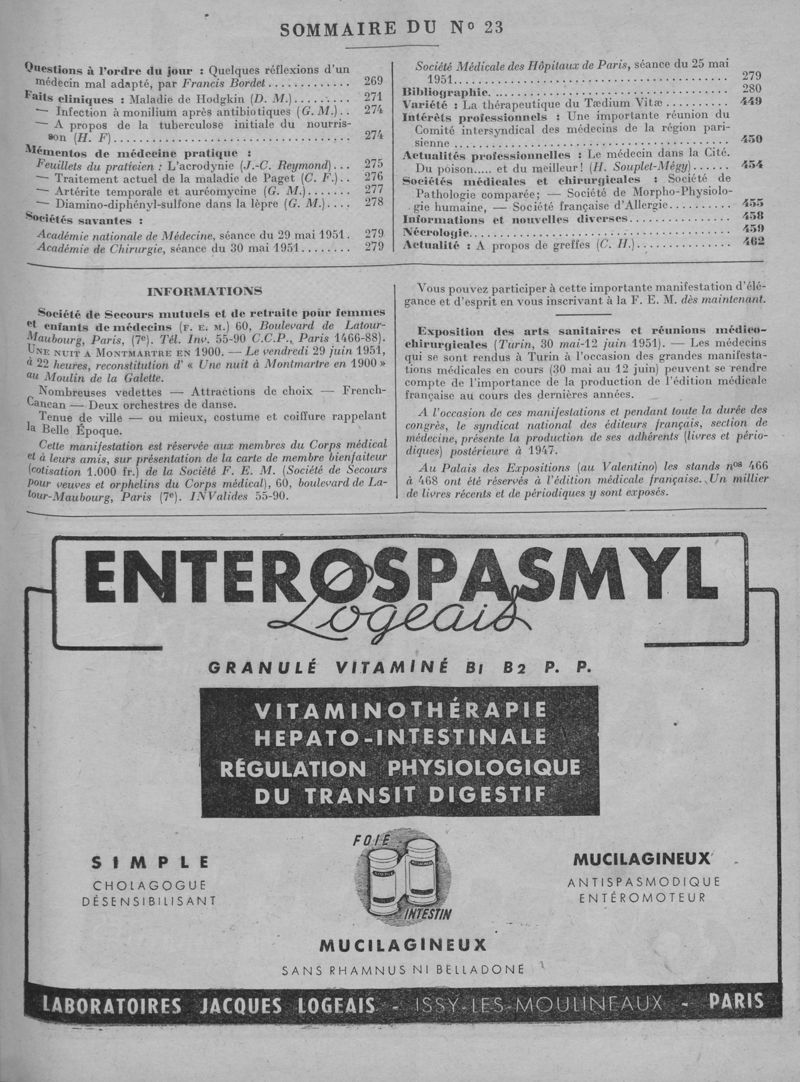 SOMMAIRE DU Nº 23
Questions à l'ordre du jour : Quelques réflexions d'un
médecin mal adapté, par Francis Bordet............ 269
Faits cliniques : Maladie de Hodgkin (D. M.)......... 271
— Infection à monilium après antibiotiques (G. M.).. 274
— A propos de la tuberculose initiale du nourris-
son (H. F)................................... 274
Mémentos de médecine pratique :
Feuillets du praticien : L'acrodynie (J.-C. Reymond)... 275
— Traitement actuel de la maladie de Paget (C. F.).. 276
— Artérite temporale et auréomycine (G. M.)....... 277
— Diamino-diphényl-sulfone dans la lèpre (G. M.).... 278
Sociétés savantes :
Académie nationale de Médecine, séance du 29 mai 1951. 279
Académie de Chirurgie, séance du 30 mai 1951........ 279
Société Médicale des Hôpitaux de Paris, séance du 25 mai
1951........................................ 279
Bibliographie. .................................. 280
Variété : La thérapeutique du Tædium Vitæ .......... 449
Intérêts professionnels : Une importante réunion du
Comité intersyndical des médecins de la région pari-
sienne ........................................ 450
Actualités professionnelles : Le médecin dans la Cité.
Du poison..... et du meilleur! (H. Souplet-Mégy)...... 454
Sociétés médicales et chirurgicales : Société de
Pathologie comparée; — Société de Morpho-Physiolo-
gie humaine, — Société française d'Allergie.......... 455
Informations et nouvelles diverses................ 458
Nécrologie...................................... 459
Actualité : A propos de greffes (C. H.)............... 462
INFORMATIONS
Société de Secours mutuels et de retraite pour femmes
et enfants de médecins (F. E. M.) 60, Boulevard de Latour-
Maubourg, Paris, (7e). Tél. Inv. 55-90 C.C.P., Paris 1466-88).
UNE NUIT A MONTMARTRE EN 1900. — Le vendredi 29 juin 1951,
à 22 heures, reconstitution d' « Une nuit à Montmartre en 1900 »
au Moulin de la Galette.
Nombreuses vedettes — Attractions de choix — French-
Cancan — Deux orchestres de danse.
Tenue de ville — ou mieux, costume et coiffure rappelant
la Belle Époque.
Cette manifestation est réservée aux membres du Corps médical
et à leurs amis, sur présentation de la carte de membre bienfaiteur
(cotisation 1.000 fr.) de la Société F. E. M. (Société de Secours
pour veuves et orphelins du Corps médical), 60, boulevard de La-
tour-Maubourg, Paris (7e). INValides 55-90.
Vous pouvez participer à cette importante manifestation d'élé-
gance et d'esprit en vous inscrivant à la F. E. M. dès maintenant.
Exposition des arts sanitaires et réunions médico-
chirurgicales (Turin, 30 mai-12 juin 1951). — Les médecins
qui se sont rendus à Turin à l'occasion des grandes manifesta-
tions médicales en cours (30 mai au 12 juin) peuvent se rendre
compte de l'importance de la production de l'édition médicale
française au cours des dernières années.
A l'occasion de ces manifestations et pendant toute la durée des
congrès, le syndicat national des éditeurs français, section de
médecine, présente la production de ses adhérents (livres et pério-
diques) postérieure à 1947.
Au Palais des Expositions (au Valentino) les stands nos 466
à 468 ont été réservés à l'édition médicale française. Un millier
de livres récents et de périodiques y sont exposés.
ENTEROSPASMYL
Logeais
GRANULÉ VITAMINÉ B1 B2 P. P.
VITAMINOTHÉRAPIE
HEPATO-INTESTINALE
RÉGULATION PHYSIOLOGIQUE
DU TRANSIT DIGESTIF
SIMPLE
CHOLAGOGUE
DÉSENSIBILISANT
FOIE
INTESTIN
MUCILAGINEUX
ANTISPASMODIQUE
ENTÉROMOTEUR
MUCILAGINEUX
SANS RHAMNUS NI BELLADONE
LABORATOIRES JACQUES LOGEAIS - ISSY-LES-MOULINEAUX - PARIS